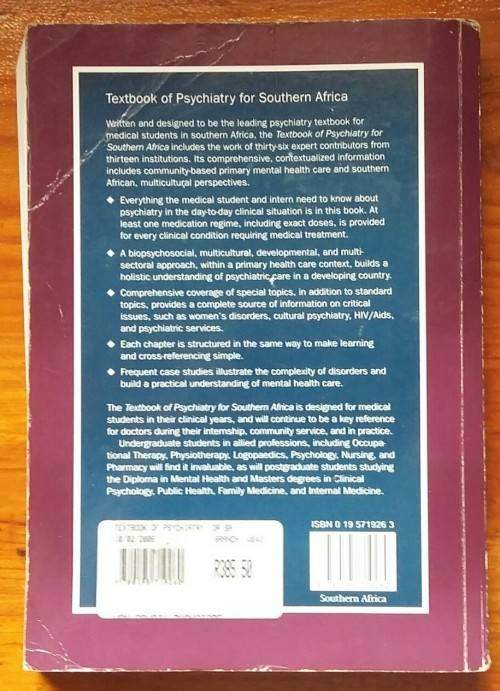 Textbook of Psychiatry for Southern Africa
Written and designed to be the leading psychiatry textbook for
medical students in southern Africa, the Textbook of Psychiatry for
Southern Africa includes the work of thirty-six expert contributors from
thirteen institutions. Its comprehensive, contextualized information
includes community-based primary mental health care and southern
African, multicultural perspectives.
◆ Everything the medical student and intern need to know about
psychiatry in the day-to-day clinical situation is in this book. At
least one medication regime, including exact doses, is provided
for every clinical condition requiring medical treatment.
◆ A biopsychosocial, multicultural, developmental, and multi-
sectoral approach, within a primary health care context, builds a
holistic understanding of psychiatric care in a developing country.
◆ Comprehensive coverage of special topics, in addition to standard
topics, provides a complete source of information on critical
issues, such as women's disorders, cultural psychiatry, HIV/Aids,
and psychiatric services.
◆ Each chapter is structured in the same way to make learning
and cross-referencing simple.
◆ Frequent case studies illustrate the complexity of disorders and
build a practical understanding of mental health care.
The Textbook of Psychiatry for Southern Africa is designed for medical
students in their clinical years, and will continue to be a key reference
for doctors during their internship, community service, and in practice.
Undergraduate students in allied professions, including Occupa-
tional Therapy, Physiotherapy, Logopaedics, Psychology, Nursing, and
Pharmacy will find it invaluable, as will postgraduate students studying
the Diploma in Mental Health and Masters degrees in Clinical
Psychology, Public Health, Family Medicine, and Internal Medicine.
TEXTBOOK OF PSYCHIATRY
10/02/2006 BRANCH
R385 50
ISBN 0 19 571926 3
Southern Africa